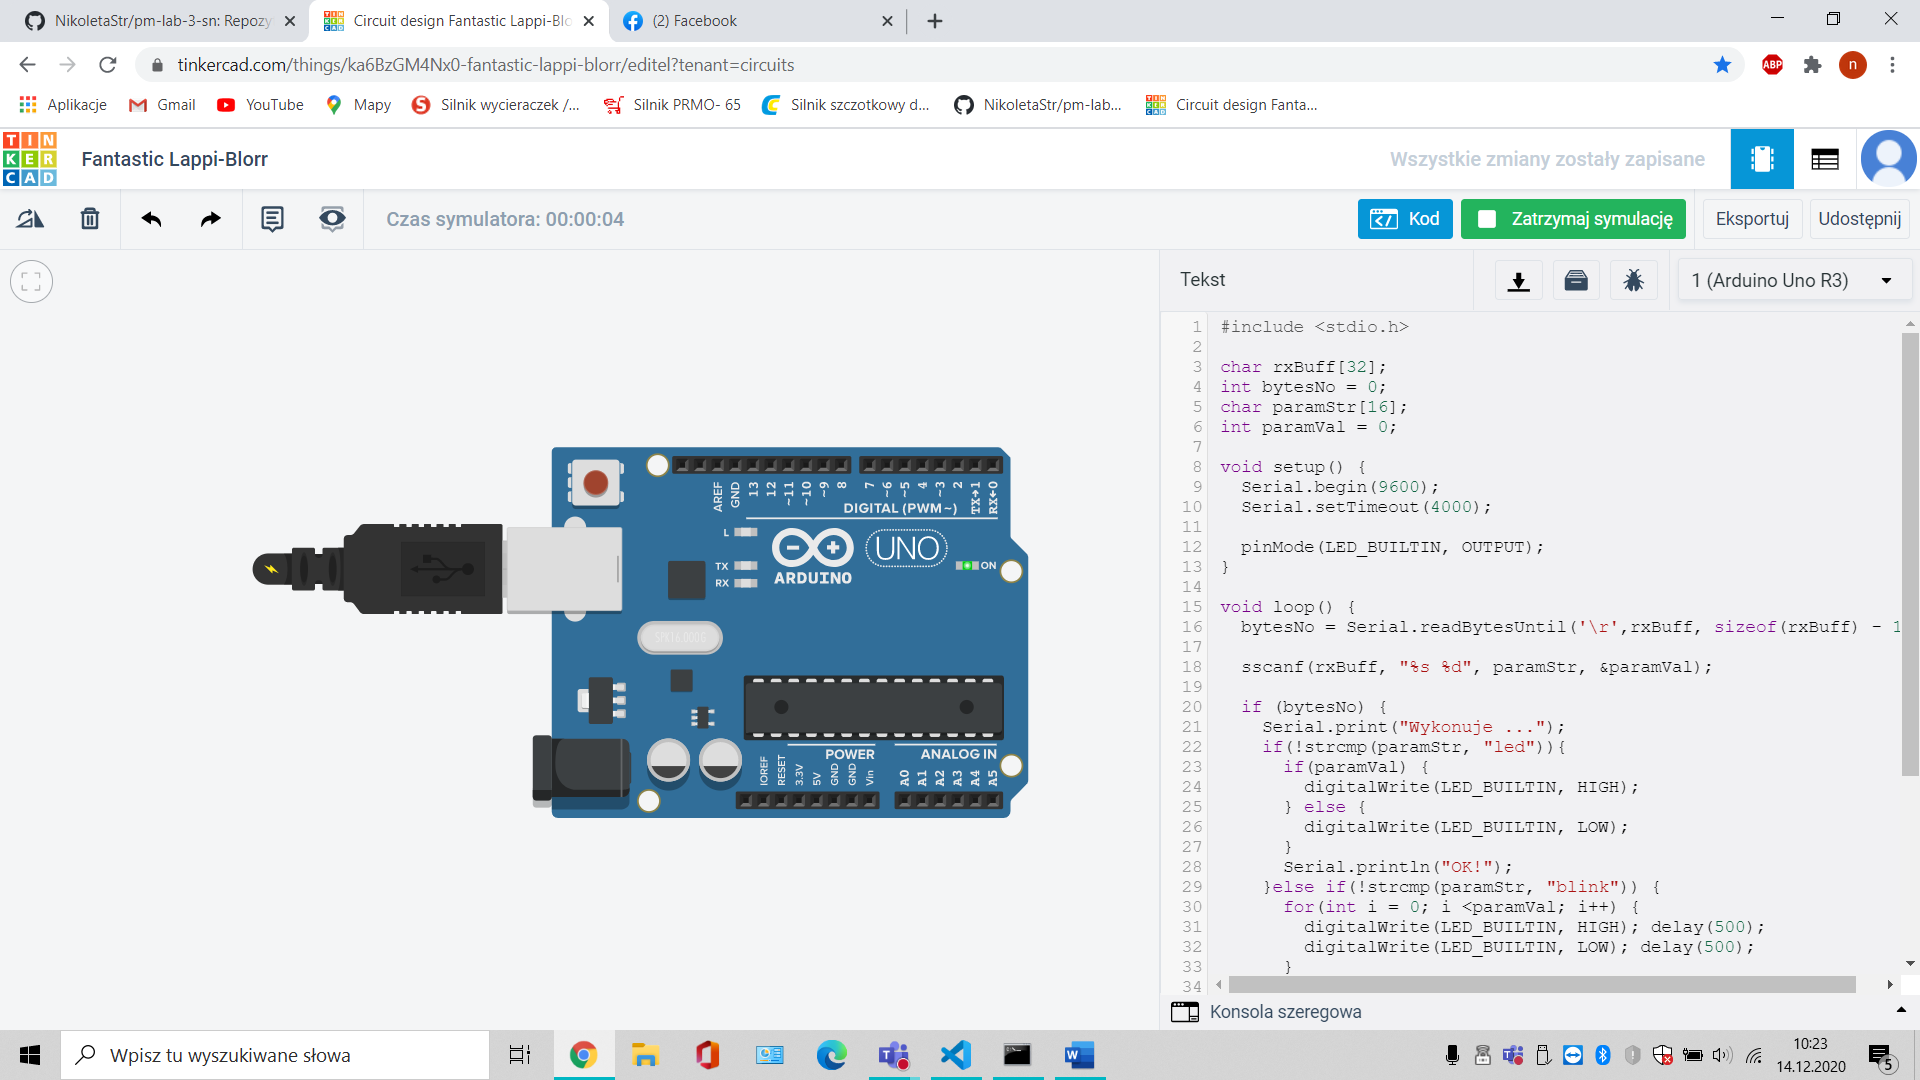 NikoletaStr/pm-lab-3-sn: Repozy
Circuit design Fantastic Lappi-Blo
(2) Facebook
tinkercad.com/things/ka6BzGM4Nx0-fantastic-lappi-blorr/editel?tenant=circuits
ABP
n
Aplikacje
Gmail
YouTube
Mapy
Silnik wycieraczek /...
Silnik PRMO- 65
Silnik szczotkowy d...
NikoletaStr/pm-lab...
Circuit design Fanta...
TIN
KER
CAD
Fantastic Lappi-Blorr
Wszystkie zmiany zostały zapisane
Czas symulatora: 00:00:04
Kod
Zatrzymaj symulację
Eksportuj
Udostępnij
Tekst
1 (Arduino Uno R3)
1 #include <stdio.h>
2
3 char rxBuff[32];
4 int bytesNo = 0;
5 char paramStr[16];
6 int paramVal = 0;
7
8 void setup() {
9 Serial.begin(9600);
10 Serial.setTimeout(4000);
11
12 pinMode(LED_BUILTIN, OUTPUT);
13 }
14
15 void loop() {
16 bytesNo = Serial.readBytesUntil('\r',rxBuff, sizeof(rxBuff) - 1
17
18 sscanf(rxBuff, "%s %d", paramStr, &paramVal);
19
20 if (bytesNo) {
21 Serial.print("Wykonuje ...");
22 if(!strcmp(paramStr, "led")){
23 if(paramVal) {
24 digitalWrite(LED_BUILTIN, HIGH);
25 } else {
26 digitalWrite(LED_BUILTIN, LOW);
27 }
28 Serial.println("OK!");
29 }else if(!strcmp(paramStr, "blink")) {
30 for(int i = 0; i <paramVal; i++) {
31 digitalWrite(LED_BUILTIN, HIGH); delay(500);
32 digitalWrite(LED_BUILTIN, LOW); delay(500);
33 }
34
AREF
GND
13
12
~11
~10
~9
8
7
~6
~5
4
~3
2
TX→1
RX←0
DIGITAL (PWM~)
L
TX
RX
ARDUINO
UNO
ON
POWER
ANALOG IN
IOREF
RESET
3.3V
5V
GND
GND
Vin
A0
A1
A2
A3
A4
A5
Konsola szeregowa
Wpisz tu wyszukiwane słowa
10:23
14.12.2020
5